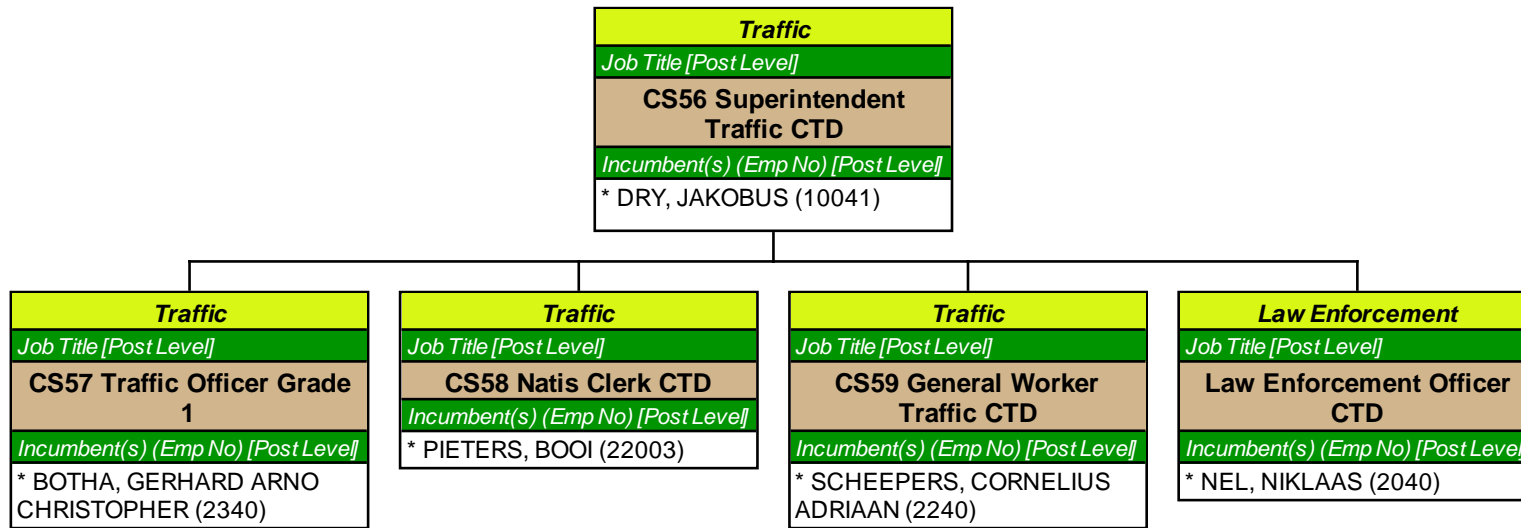 Traffic
Job Title [Post Level]
CS56 Superintendent
Traffic CTD
Incumbent(s) (Emp No) [Post Level]
* DRY, JAKOBUS (10041)
Traffic
Job Title [Post Level]
CS57 Traffic Officer Grade
1
Incumbent(s) (Emp No) [Post Level]
* BOTHA, GERHARD ARNO
CHRISTOPHER (2340)
Traffic
Job Title [Post Level]
CS58 Natis Clerk CTD
Incumbent(s) (Emp No) [Post Level]
* PIETERS, BOOI (22003)
Traffic
Job Title [Post Level]
CS59 General Worker
Traffic CTD
Incumbent(s) (Emp No) [Post Level]
* SCHEEPERS, CORNELIUS
ADRIAAN (2240)
Law Enforcement
Job Title [Post Level]
Law Enforcement Officer
CTD
Incumbent(s) (Emp No) [Post Level]
* NEL, NIKLAAS (2040)